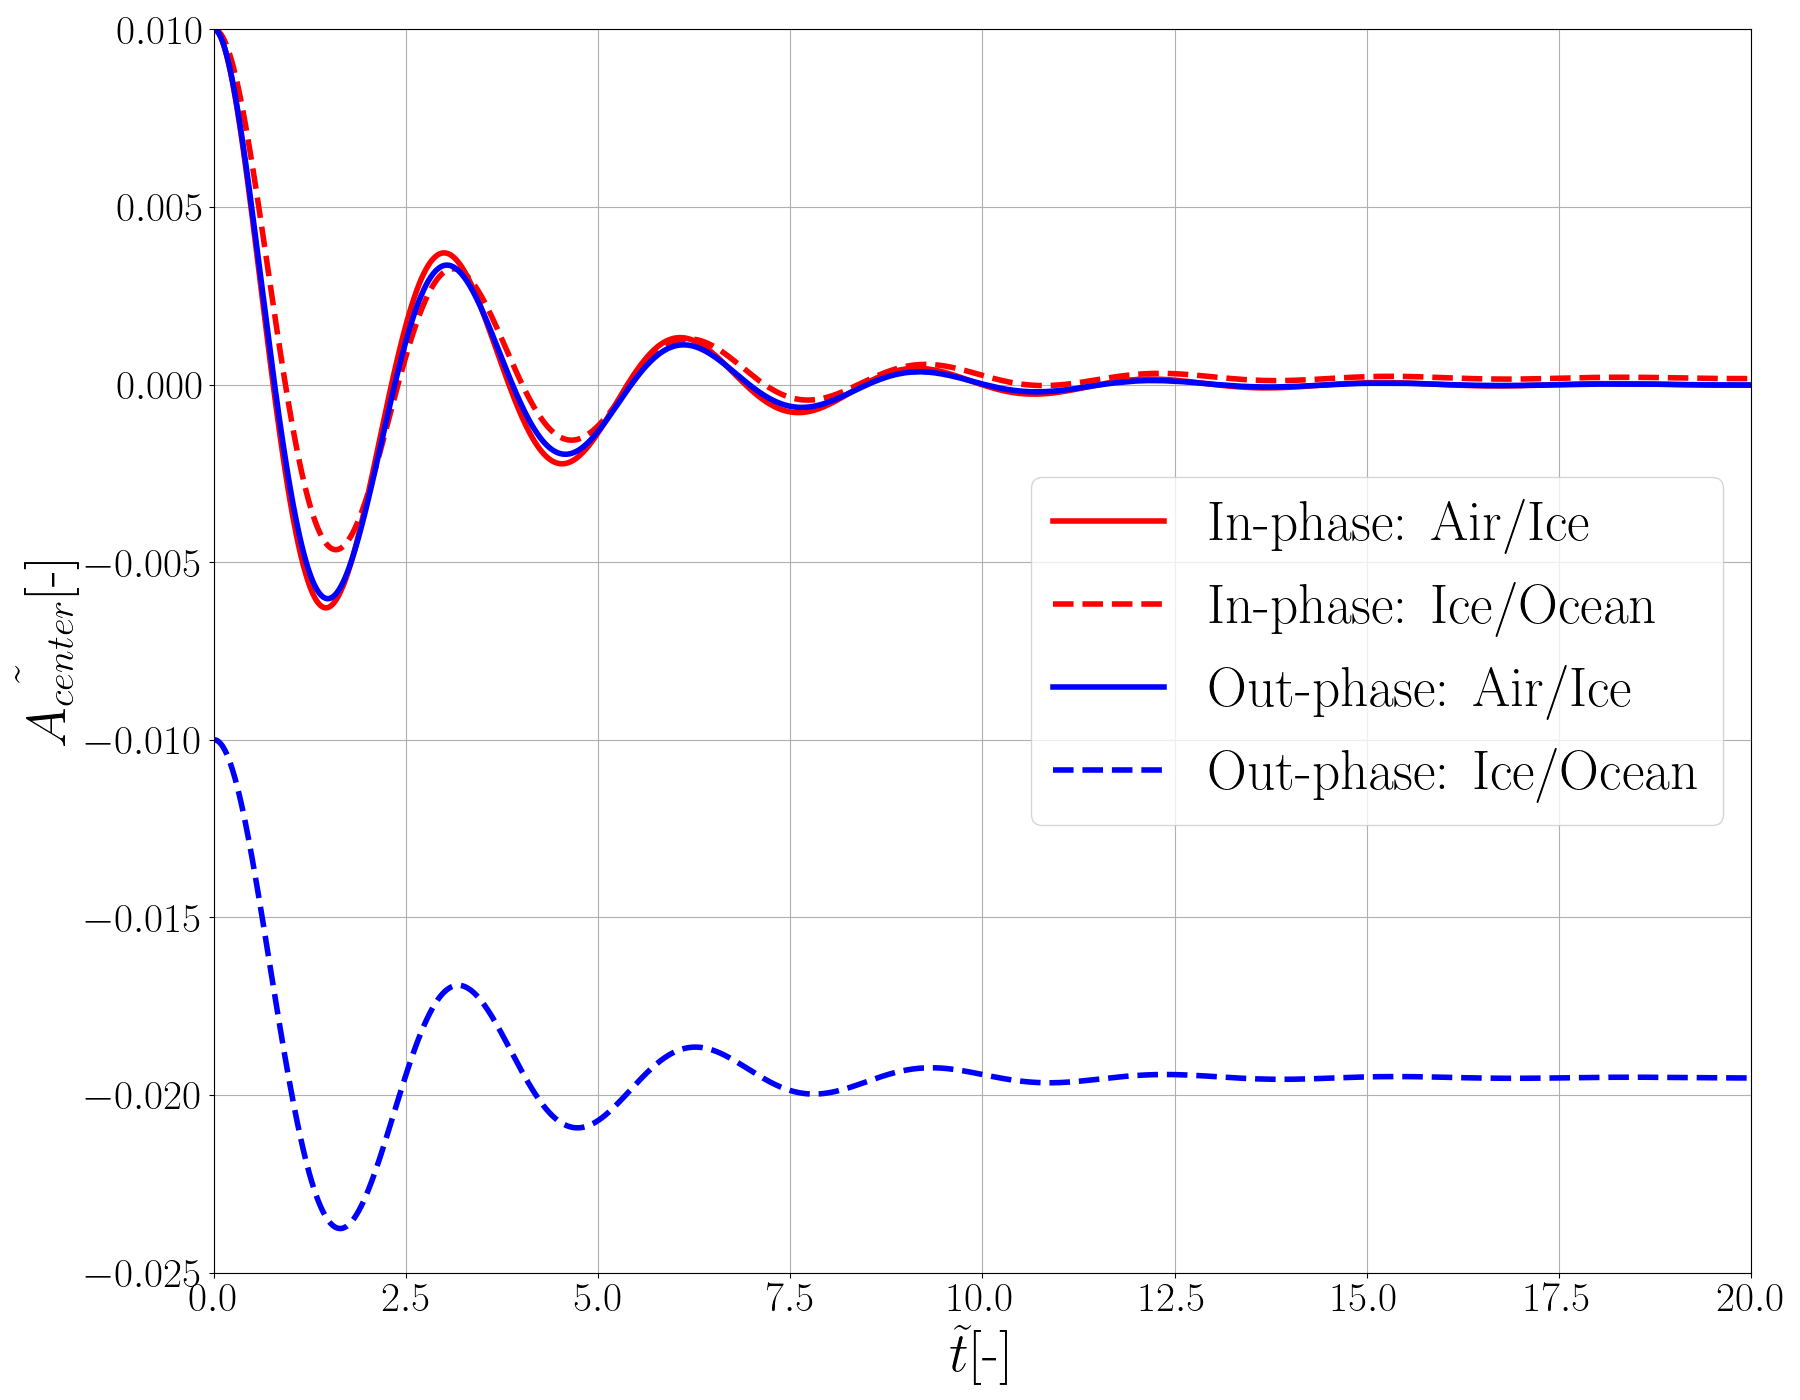 0.010
0.005
0.000
−0.005
−0.010
−0.015
−0.020
−0.025
Ã_center[-]
In-phase: Air/Ice
In-phase: Ice/Ocean
Out-phase: Air/Ice
Out-phase: Ice/Ocean
0.0 2.5 5.0 7.5 10.0 12.5 15.0 17.5 20.0
t̃[-]